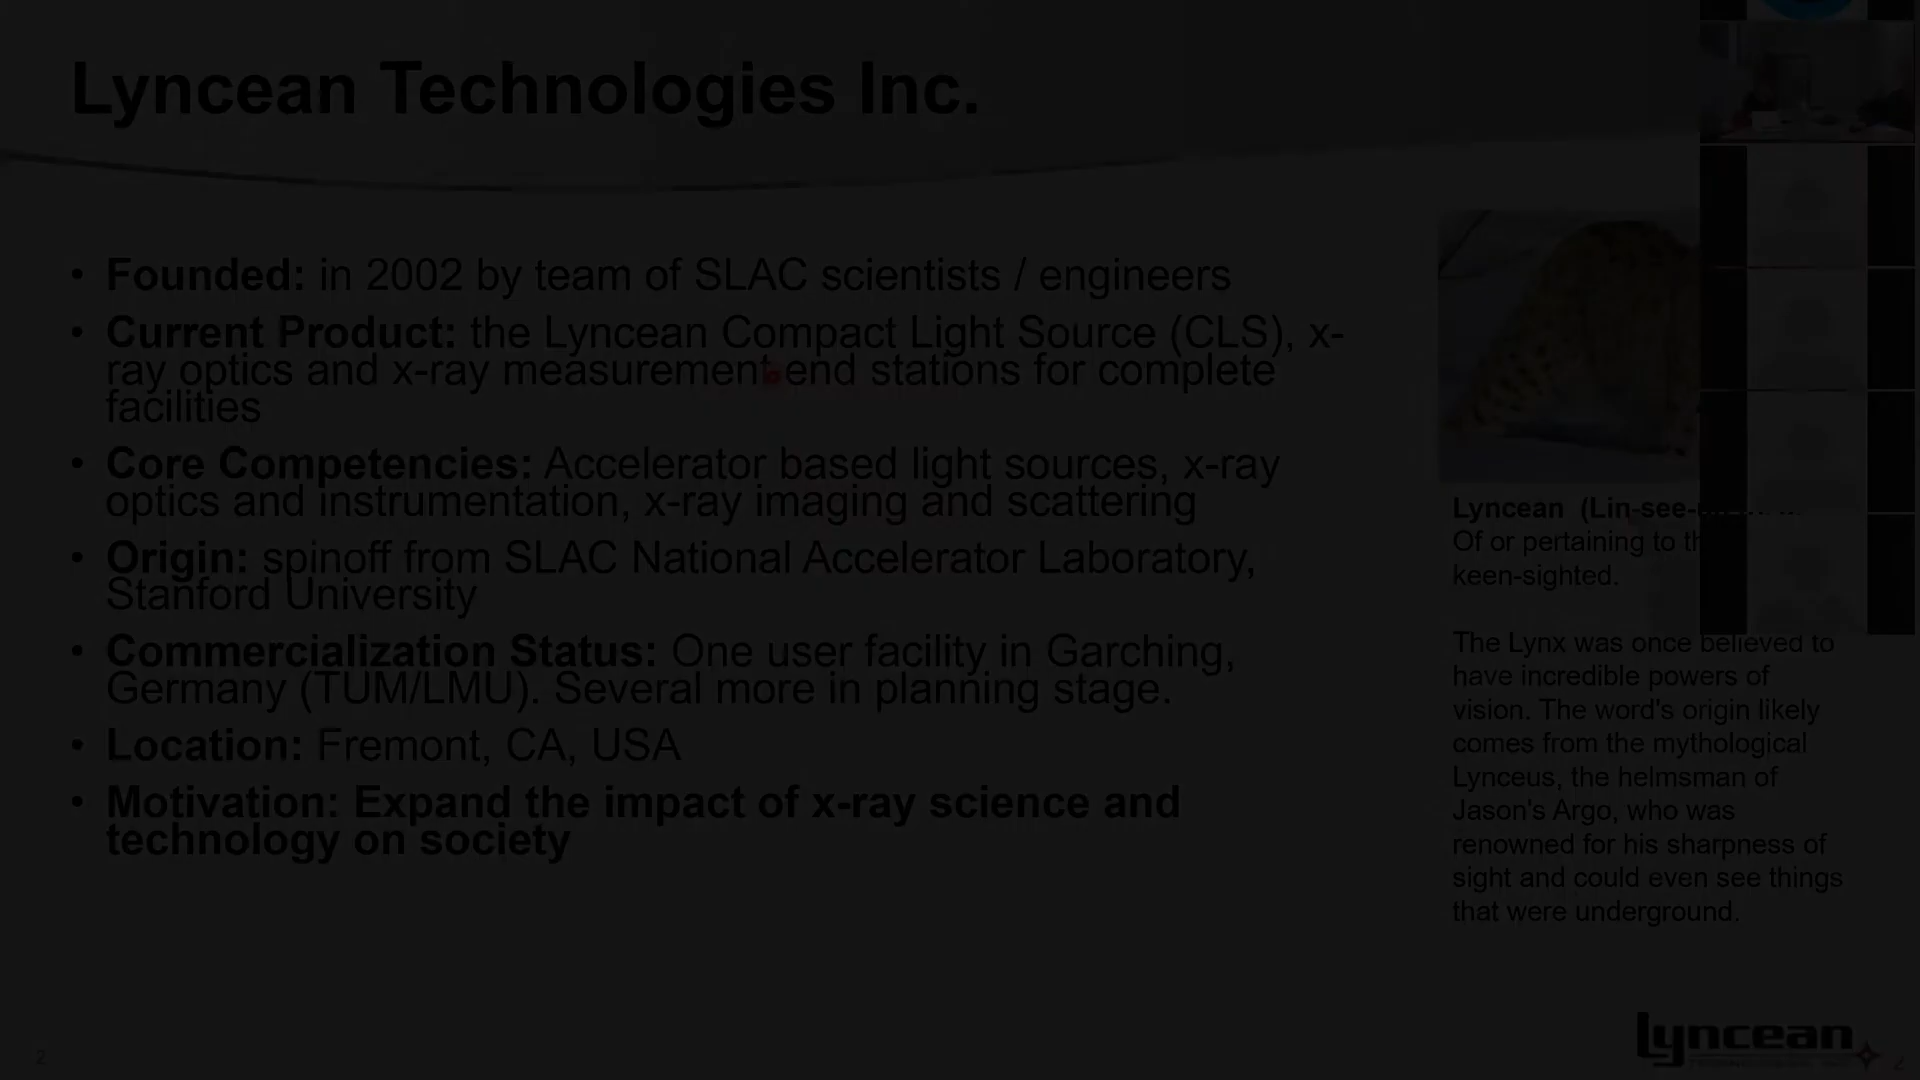 Lyncean Technologies Inc.
• Founded: in 2002 by team of SLAC scientists / engineers
• Current Product: the Lyncean Compact Light Source (CLS), x-
ray optics and x-ray measurement end stations for complete
facilities
• Core Competencies: Accelerator based light sources, x-ray
optics and instrumentation, x-ray imaging and scattering
• Origin: spinoff from SLAC National Accelerator Laboratory,
Stanford University
• Commercialization Status: One user facility in Garching,
Germany (TUM/LMU). Several more in planning stage.
• Location: Fremont, CA, USA
• Motivation: Expand the impact of x-ray science and
technology on society
Lyncean (Lin-see-
Of or pertaining to
keen-sighted.
The Lynx was once believed to
have incredible powers of
vision. The word's origin likely
comes from the mythological
Lynceus, the helmsman of
Jason's Argo, who was
renowned for his sharpness of
sight and could even see things
that were underground.
2
Lyncean
2